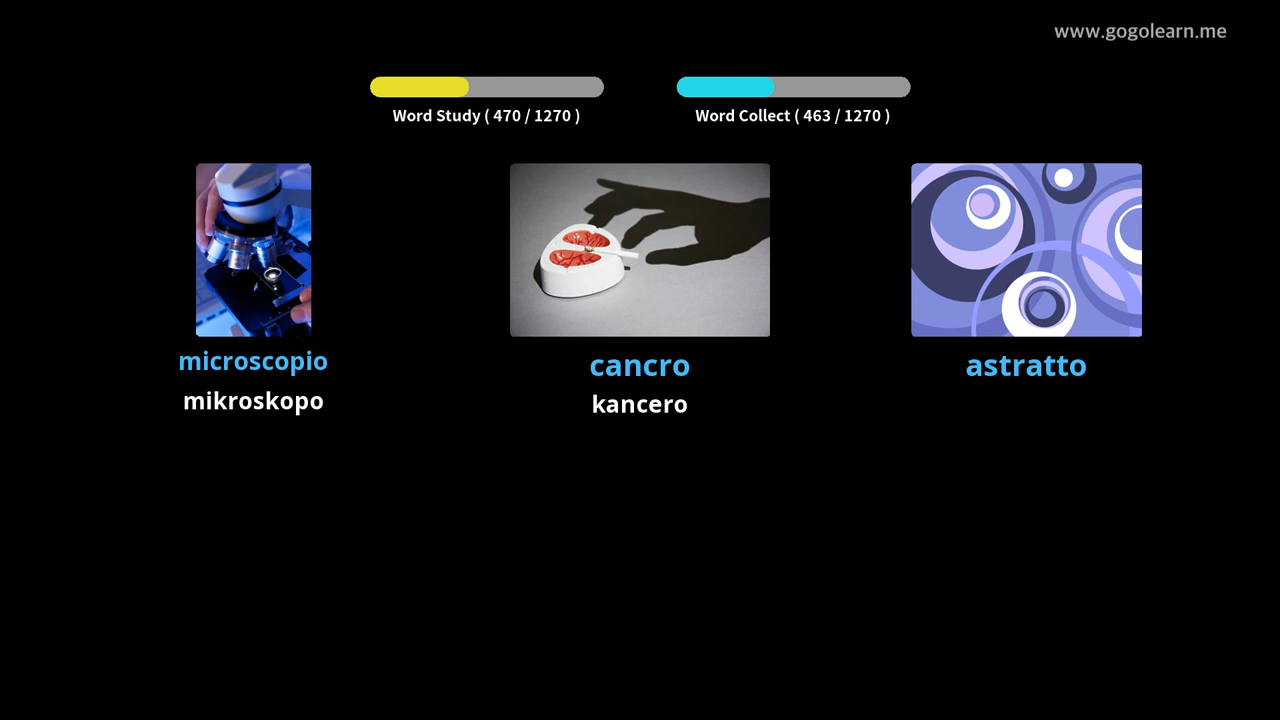 www.gogolearn.me
Word Study ( 470 / 1270 )
Word Collect ( 463 / 1270 )
microscopio
mikroskopo
cancro
kancero
astratto